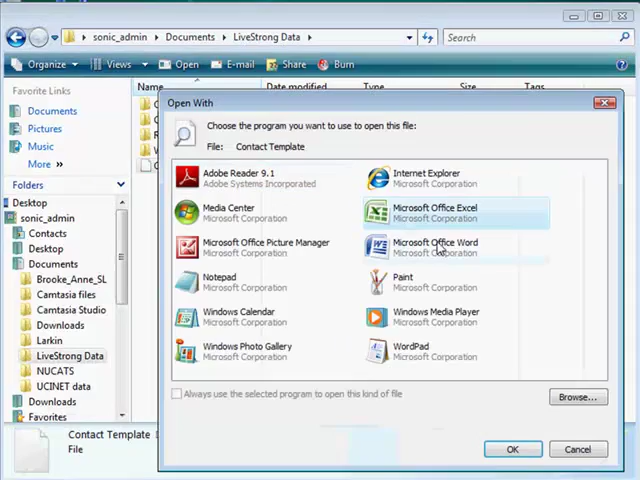 sonic_admin ▸ Documents ▸ LiveStrong Data ▸
Search
Organize
Views
Open
E-mail
Share
Burn
Favorite Links
Documents
Pictures
Music
More »
Folders
Desktop
sonic_admin
Contacts
Desktop
Documents
Brooke_Anne_SL
Camtasia files
Camtasia Studio
Downloads
Larkin
LiveStrong Data
NUCATS
UCINET data
Downloads
Favorites
Name
Date modified
Type
Size
Tags
Open With
Choose the program you want to use to open this file:
File: Contact Template
Adobe Reader 9.1
Adobe Systems Incorporated
Internet Explorer
Microsoft Corporation
Media Center
Microsoft Corporation
Microsoft Office Excel
Microsoft Corporation
Microsoft Office Picture Manager
Microsoft Corporation
Microsoft Office Word
Microsoft Corporation
Notepad
Microsoft Corporation
Paint
Microsoft Corporation
Windows Calendar
Microsoft Corporation
Windows Media Player
Microsoft Corporation
Windows Photo Gallery
Microsoft Corporation
WordPad
Microsoft Corporation
Always use the selected program to open this kind of file
Browse...
OK
Cancel
Contact Template
File